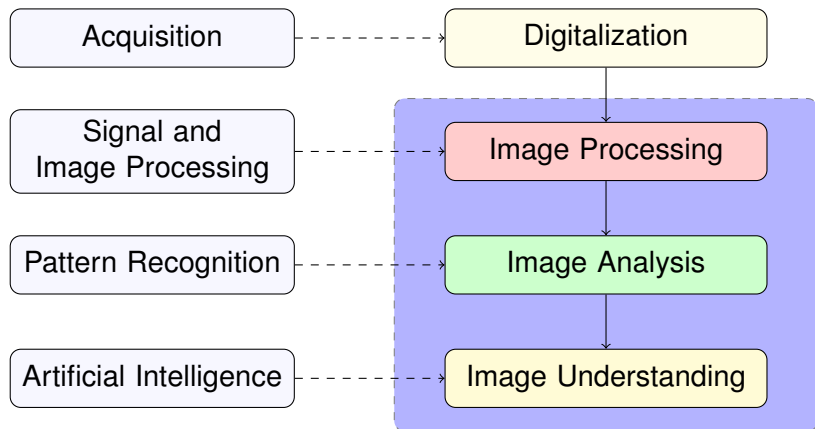 Acquisition
Digitalization
Signal and
Image Processing
Image Processing
Pattern Recognition
Image Analysis
Artificial Intelligence
Image Understanding